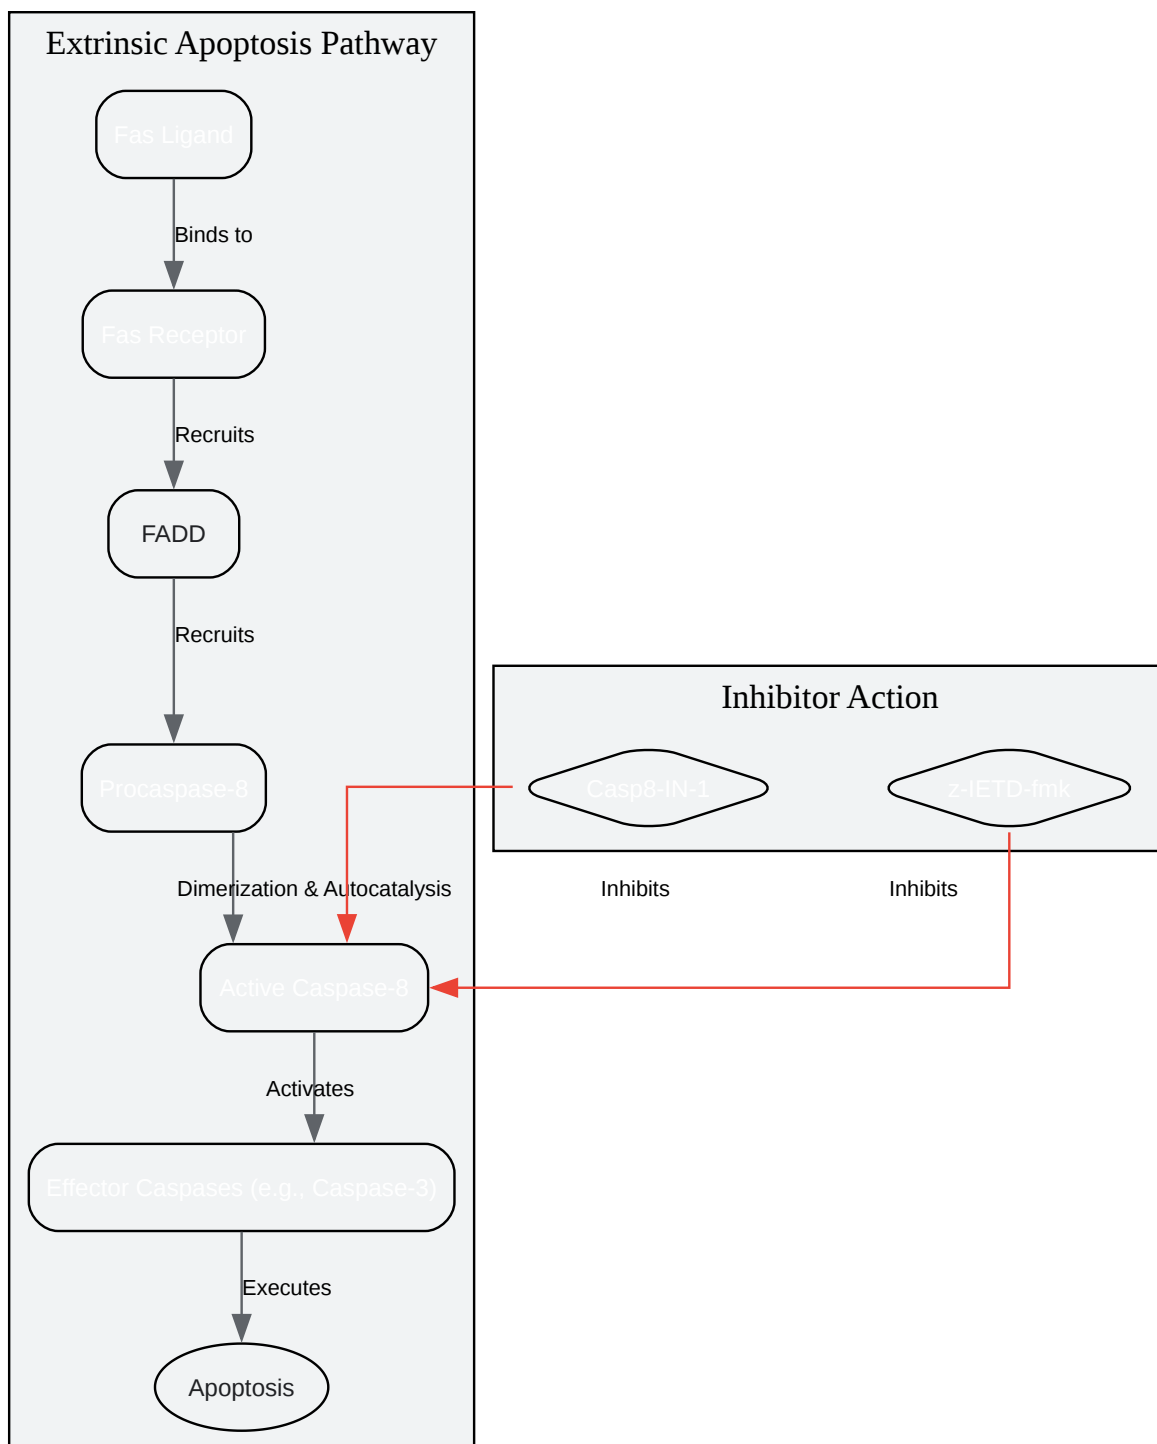 Extrinsic Apoptosis Pathway
Fas Ligand
Binds to
Fas Receptor
Recruits
FADD
Recruits
Inhibitor Action
Procaspase-8
Casp8-IN-1
z-IETD-fmk
Dimerization & Autocatalysis
Inhibits
Inhibits
Active Caspase-8
Activates
Effector Caspases (e.g., Caspase-3)
Executes
Apoptosis